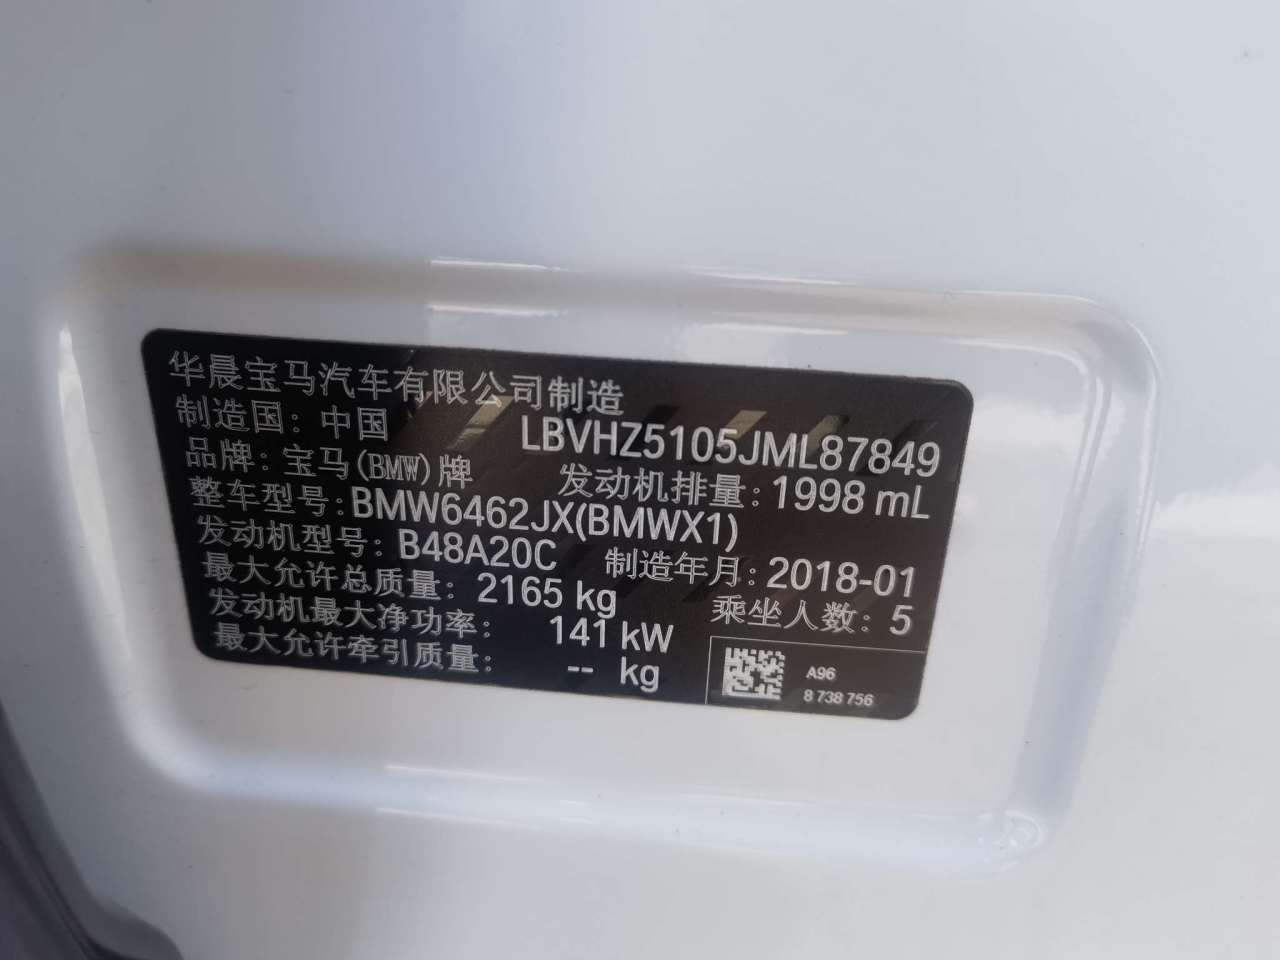 华晨宝马汽车有限公司制造
制造国: 中国 LBVHZ5105JML87849
品牌: 宝马(BMW)牌 发动机排量: 1998 mL
整车型号: BMW6462JX(BMWX1)
发动机型号: B48A20C 制造年月: 2018-01
最大允许总质量: 2165 kg 乘坐人数: 5
发动机最大净功率: 141 kW
最大允许牵引质量: -- kg
A96
8 738 756